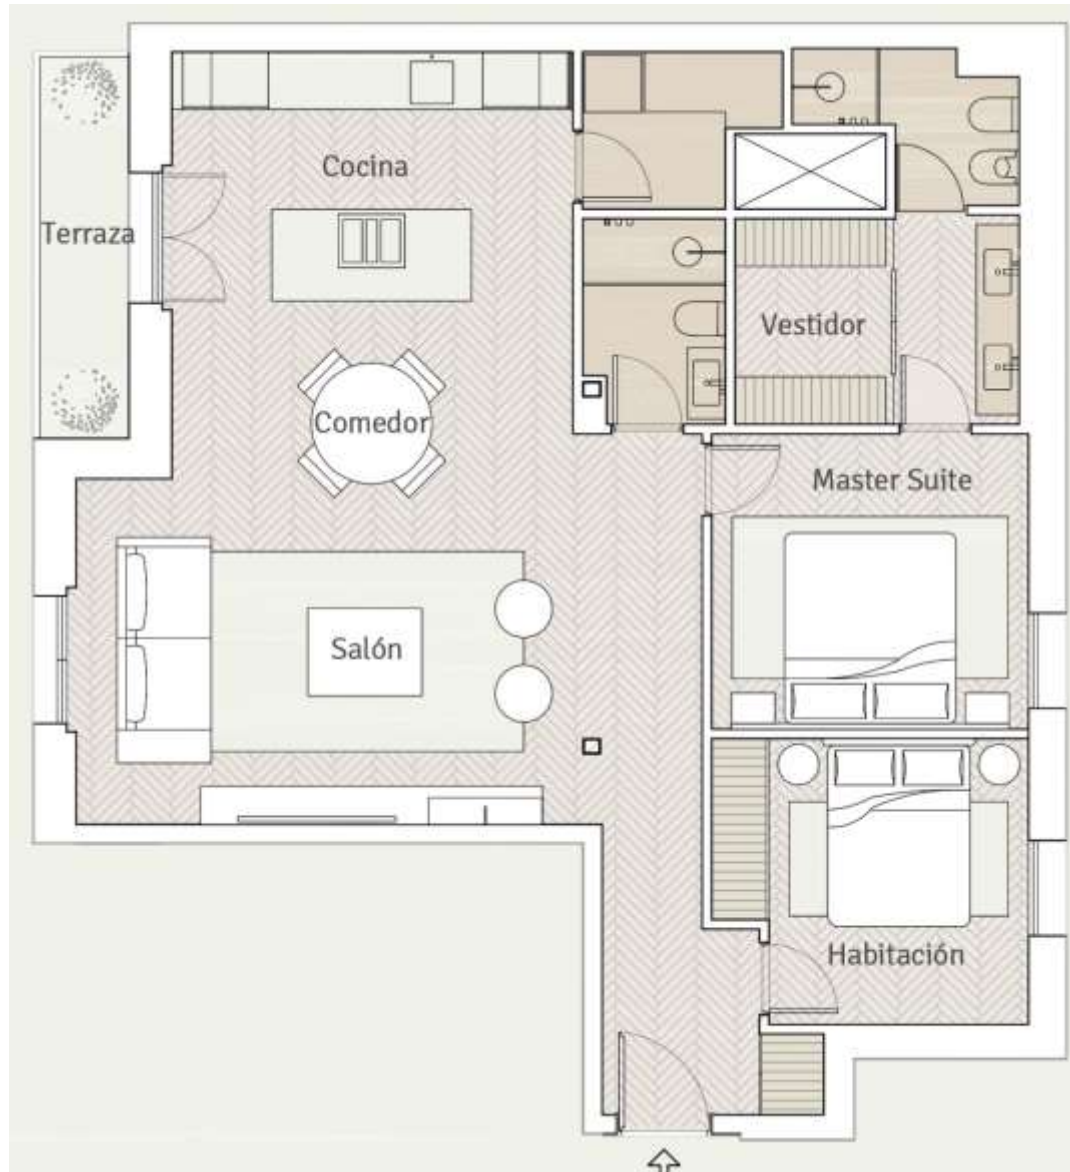 Cocina
Terraza
Vestidor
Comedor
Master Suite
Salón
Habitación